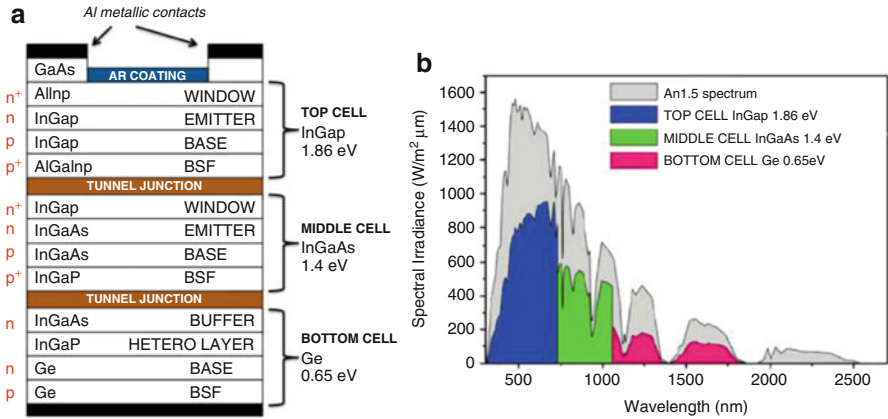 a
Al metallic contacts
GaAs
AR COATING
n+ AlInp WINDOW
n InGap EMITTER
p InGap BASE
p+ AlGaInp BSF
TUNNEL JUNCTION
n+ InGap WINDOW
n InGaAs EMITTER
p InGaAs BASE
p+ InGaP BSF
TUNNEL JUNCTION
n InGaAs BUFFER
InGaP HETERO LAYER
n Ge BASE
p Ge BSF
TOP CELL
InGap
1.86 eV
MIDDLE CELL
InGaAs
1.4 eV
BOTTOM CELL
Ge
0.65 eV
b
Spectral Irradiance (W/m² µm)
1600
1400
1200
1000
800
600
400
200
0
500 1000 1500 2000 2500
Wavelength (nm)
An1.5 spectrum
TOP CELL InGap 1.86 eV
MIDDLE CELL InGaAs 1.4 eV
BOTTOM CELL Ge 0.65eV